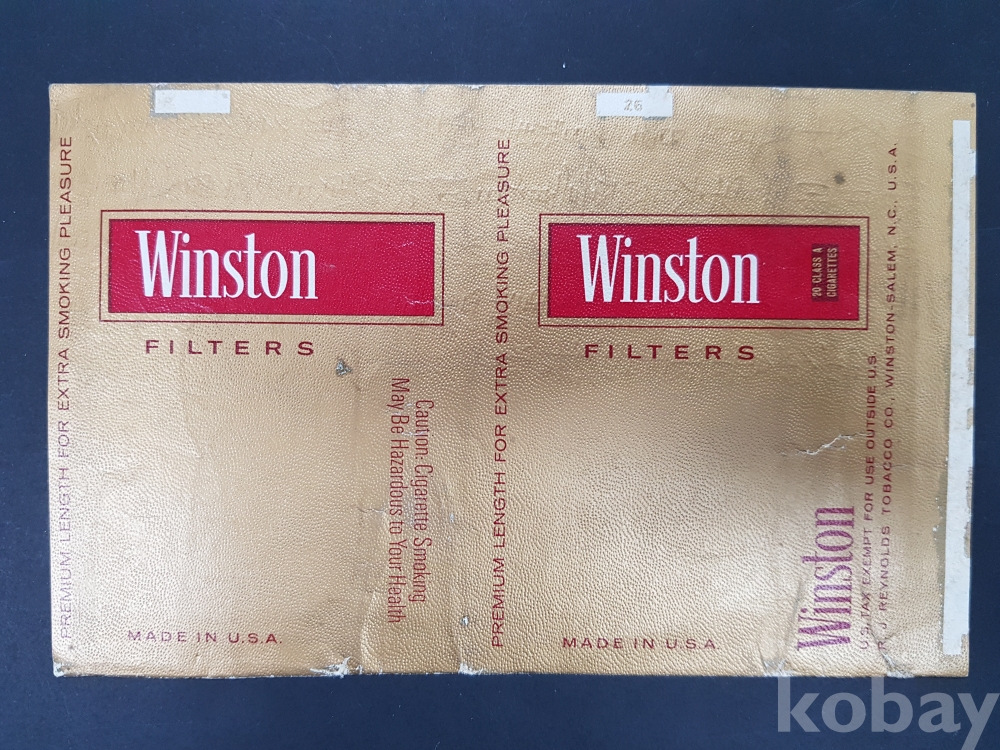 26
PREMIUM LENGTH FOR EXTRA SMOKING PLEASURE
Winston
FILTERS
Caution: Cigarette Smoking
May Be Hazardous to Your Health
MADE IN U.S.A.
PREMIUM LENGTH FOR EXTRA SMOKING PLEASURE
Winston
20 CLASS A
CIGARETTES
FILTERS
MADE IN U.S.A
Winston
U.S. TAX EXEMPT FOR USE OUTSIDE U.S.
R. J. REYNOLDS TOBACCO CO., WINSTON-SALEM, N.C., U.S.A.
kobay